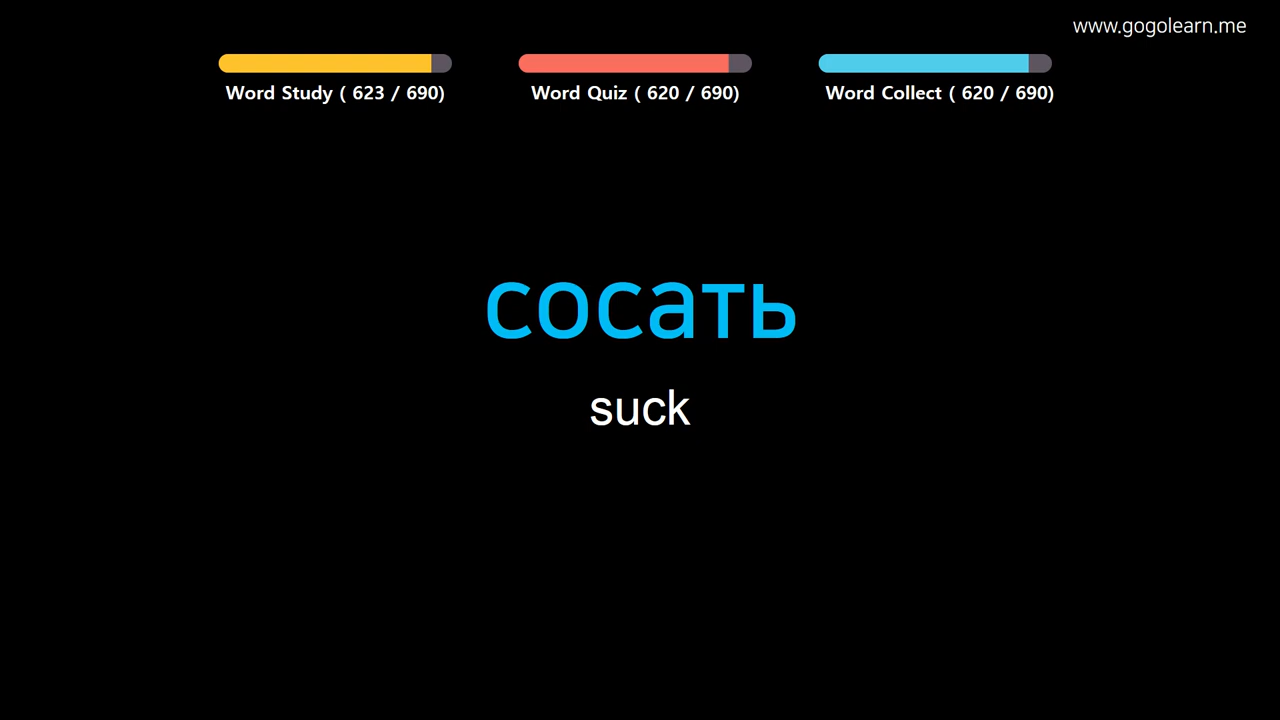 www.gogolearn.me
Word Study ( 623 / 690)
Word Quiz ( 620 / 690)
Word Collect ( 620 / 690)
сосать
suck